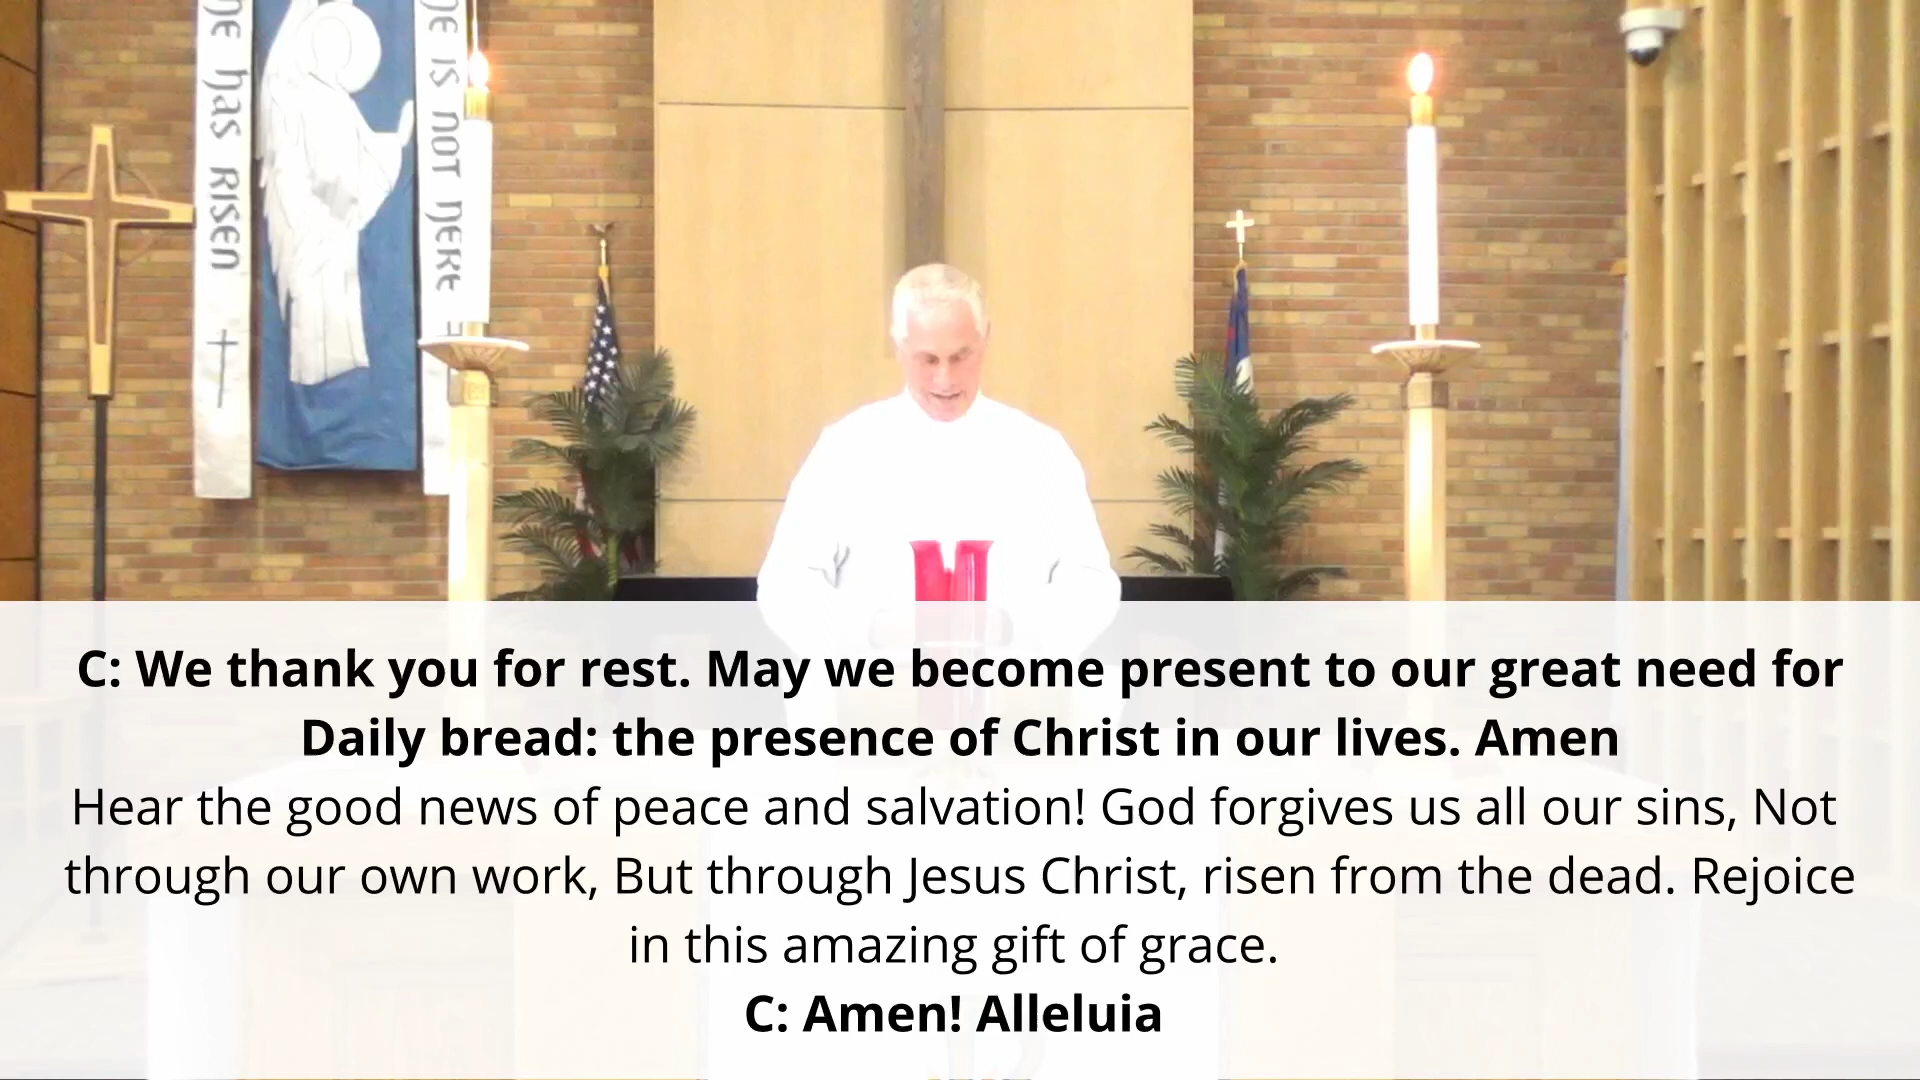 HE HAS RISEN
HE IS NOT HERE
C: We thank you for rest. May we become present to our great need for
Daily bread: the presence of Christ in our lives. Amen
Hear the good news of peace and salvation! God forgives us all our sins, Not
through our own work, But through Jesus Christ, risen from the dead. Rejoice
in this amazing gift of grace.
C: Amen! Alleluia